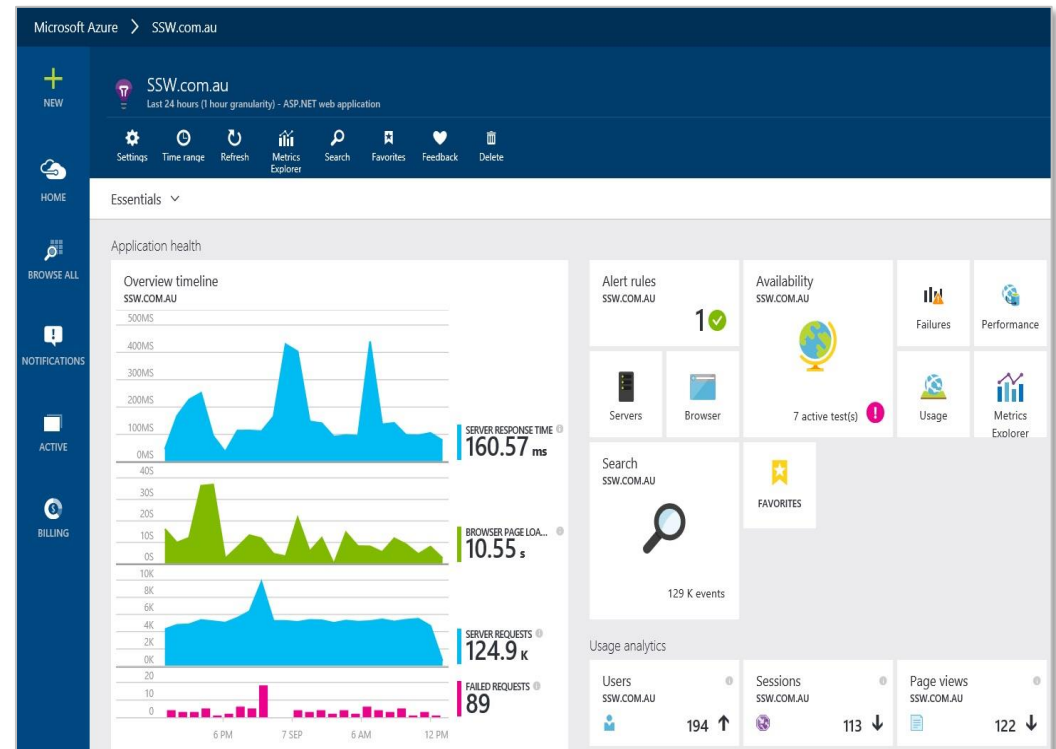 Microsoft Azure > SSW.com.au
NEW
HOME
BROWSE ALL
NOTIFICATIONS
ACTIVE
BILLING
SSW.com.au
Last 24 hours (1 hour granularity) - ASP.NET web application
Settings Time range Refresh Metrics Explorer Search Favorites Feedback Delete
Essentials
Application health
Overview timeline
SSW.COM.AU
500MS
400MS
300MS
200MS
100MS
0MS
SERVER RESPONSE TIME
160.57 ms
40S
30S
20S
10S
0S
BROWSER PAGE LOA...
10.55 s
10K
8K
6K
4K
2K
0K
SERVER REQUESTS
124.9 K
20
10
0
FAILED REQUESTS
89
6 PM 7 SEP 6 AM 12 PM
Alert rules
SSW.COM.AU
1
Availability
SSW.COM.AU
7 active test(s) !
Failures
Performance
Servers
Browser
Usage
Metrics
Explorer
Search
SSW.COM.AU
129 K events
FAVORITES
Usage analytics
Users
SSW.COM.AU
194 ↑
Sessions
SSW.COM.AU
113 ↓
Page views
SSW.COM.AU
122 ↓